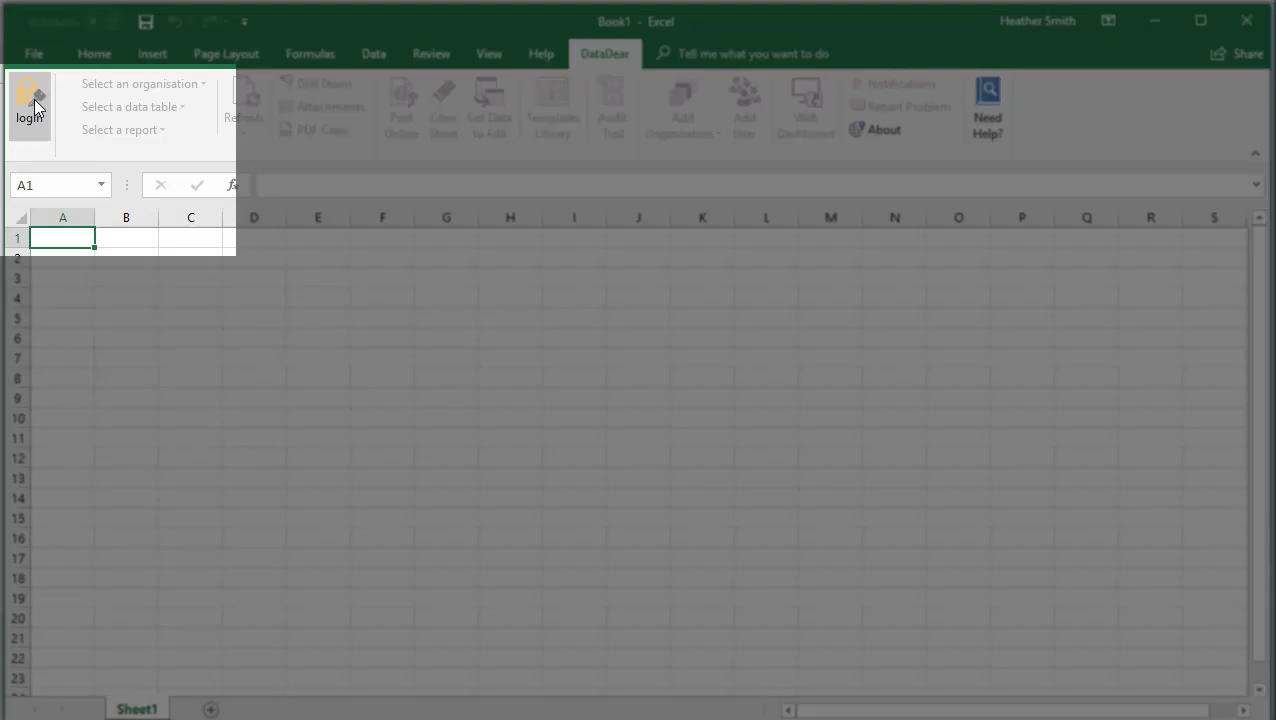 Book1 - Excel
Heather Smith
File Home Insert Page Layout Formulas Data Review View Help DataDear Tell me what you want to do Share
login
Select an organisation
Select a data table
Select a report
Refresh
Drill Down
Attachments
PDF Copy
Post Online
Clear Sheet
Get Data to Edit
Templates Library
Audit Trail
Add Organisation
Add User
Web Dashboard
Notifications
Report Problem
About
Need Help?
A1
fx
A B C D E F G H I J K L M N O P Q R S
1
2
3
4
5
6
7
8
9
10
11
12
13
14
15
16
17
18
19
20
21
22
23
Sheet1